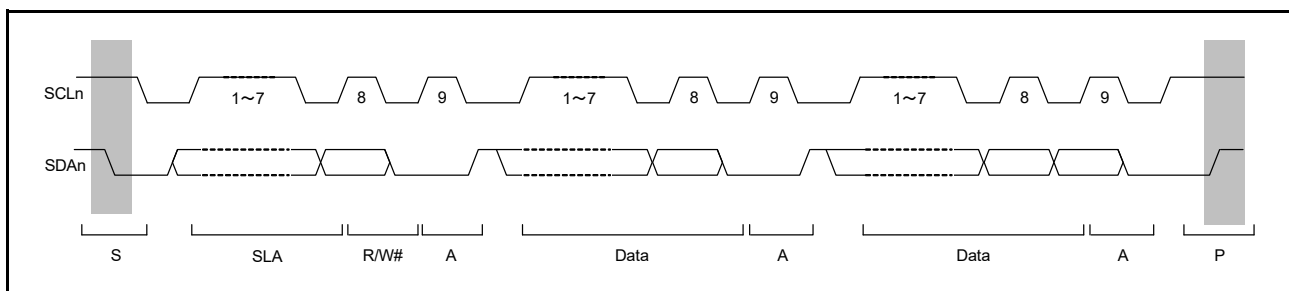 SCLn
1～7 8 9 1～7 8 9 1～7 8 9
SDAn
S SLA R/W# A Data A Data A P